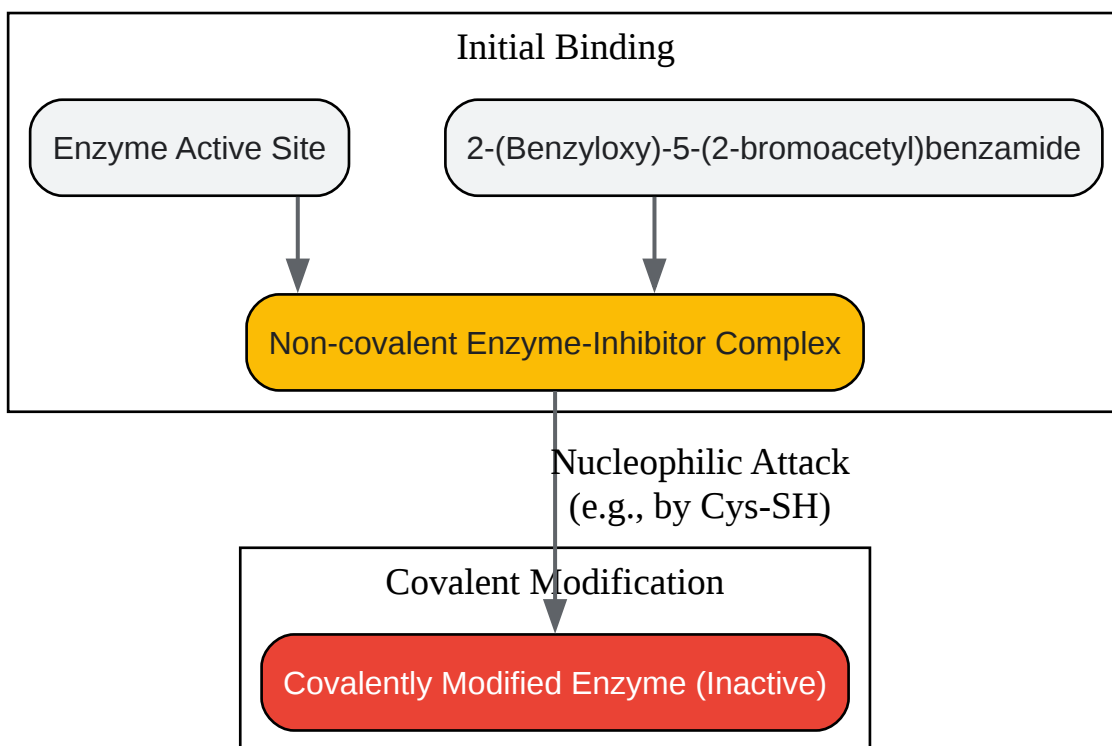 Initial Binding
Enzyme Active Site
2-(Benzyloxy)-5-(2-bromoacetyl)benzamide
Non-covalent Enzyme-Inhibitor Complex
Nucleophilic Attack
(e.g., by Cys-SH)
Covalent Modification
Covalently Modified Enzyme (Inactive)